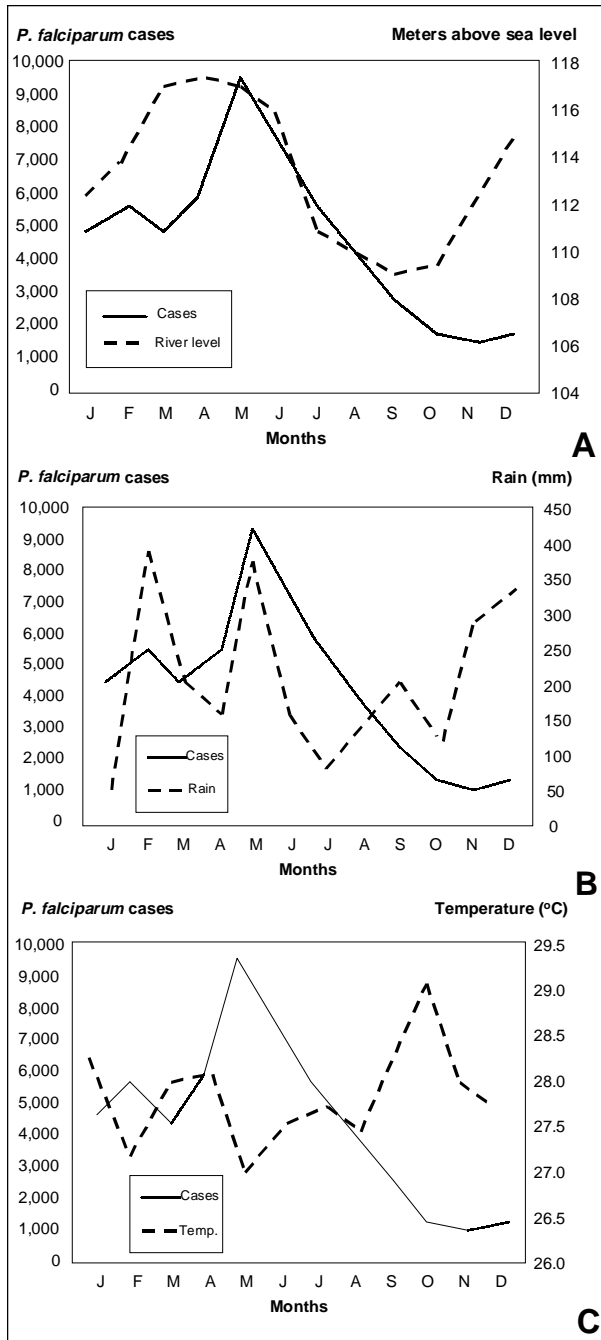 P. falciparum cases Meters above sea level
10,000 118
9,000
8,000 116
7,000 114
6,000
5,000 112
4,000 110
3,000
2,000 108
1,000 106
0 104
Cases
River level
J F M A M J J A S O N D
Months
A
P. falciparum cases Rain (mm)
10,000 450
9,000 400
8,000 350
7,000 300
6,000 250
5,000 200
4,000 150
3,000
2,000 100
1,000 50
0 0
Cases
Rain
J F M A M J J A S O N D
Months
B
P. falciparum cases Temperature (ºC)
10,000 29.5
9,000 29.0
8,000 28.5
7,000
6,000 28.0
5,000
4,000 27.5
3,000 27.0
2,000
1,000 26.5
0 26.0
Cases
Temp.
J F M A M J J A S O N D
Months
C